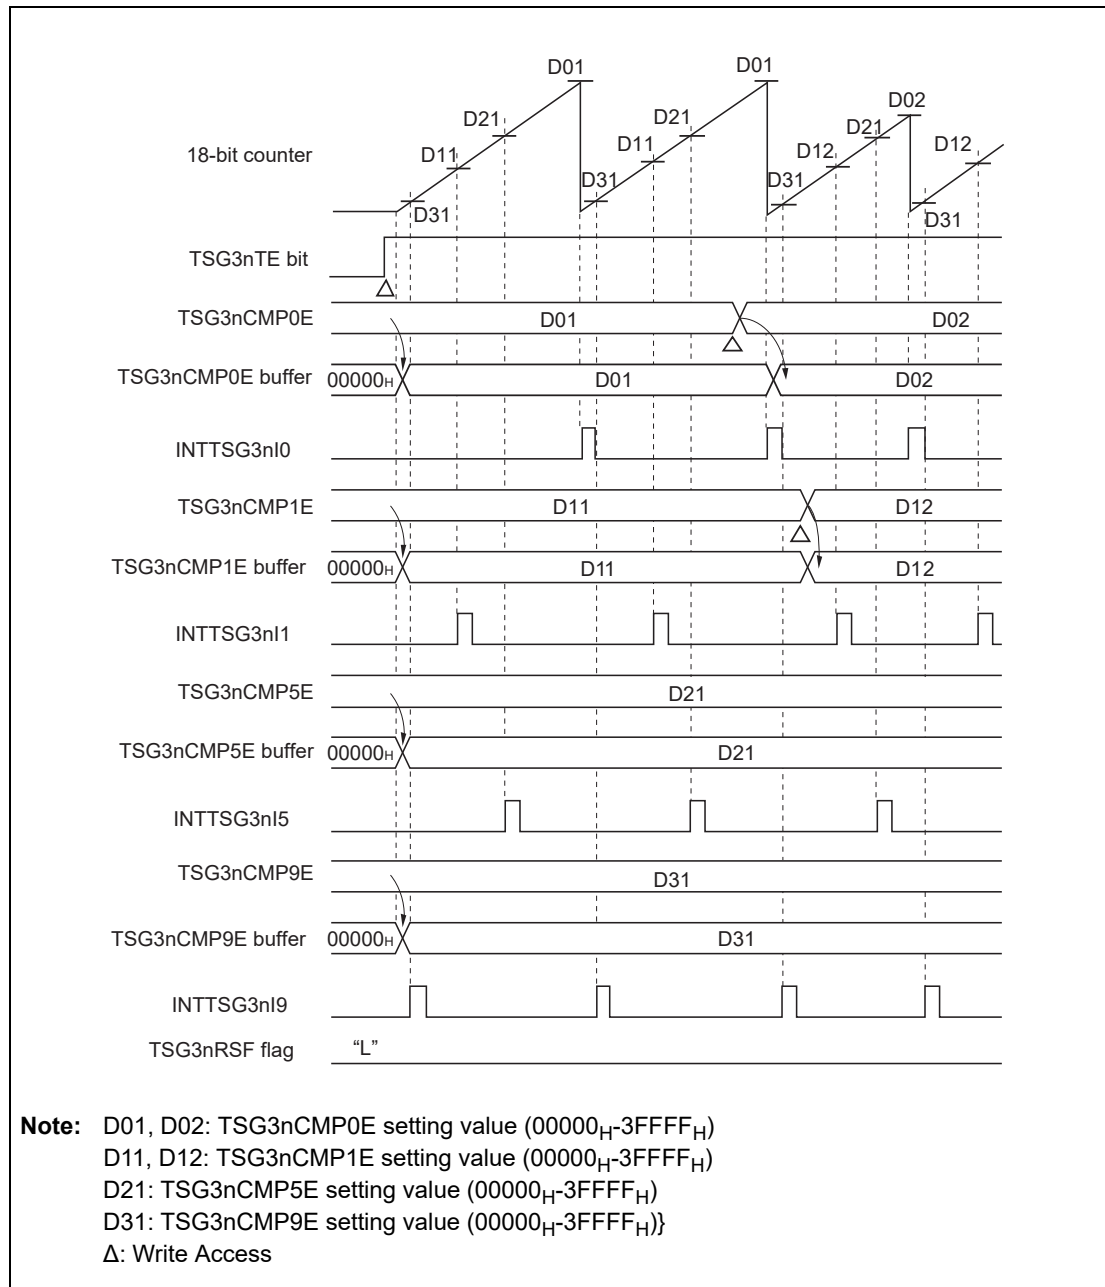 D01 D01
D02
D21 D21 D21
D11 D11 D12 D12
18-bit counter
D31 D31
D31 D31
TSG3nTE bit
Δ
TSG3nCMP0E D01 D02
Δ
TSG3nCMP0E buffer 00000H D01 D02
INTTSG3nI0
TSG3nCMP1E D11 D12
Δ
TSG3nCMP1E buffer 00000H D11 D12
INTTSG3nI1
TSG3nCMP5E D21
TSG3nCMP5E buffer 00000H D21
INTTSG3nI5
TSG3nCMP9E D31
TSG3nCMP9E buffer 00000H D31
INTTSG3nI9
TSG3nRSF flag “L”
Note: D01, D02: TSG3nCMP0E setting value (00000H-3FFFFH)
D11, D12: TSG3nCMP1E setting value (00000H-3FFFFH)
D21: TSG3nCMP5E setting value (00000H-3FFFFH)
D31: TSG3nCMP9E setting value (00000H-3FFFFH)}
Δ: Write Access